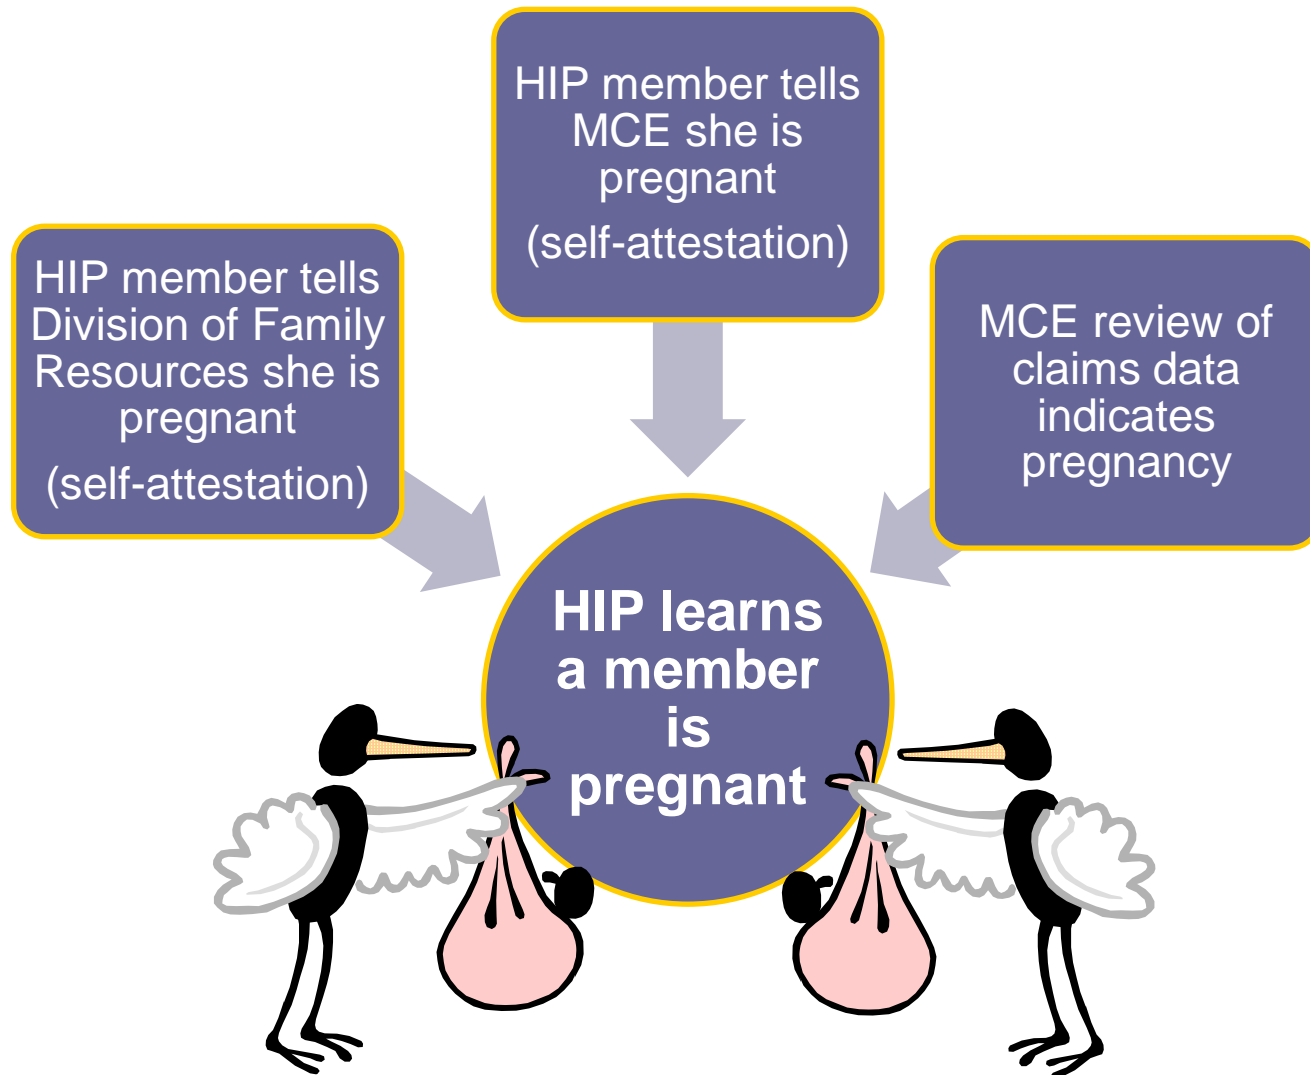 HIP member tells
Division of Family
Resources she is
pregnant
(self-attestation)
HIP member tells
MCE she is
pregnant
(self-attestation)
MCE review of
claims data
indicates
pregnancy
HIP learns
a member
is
pregnant